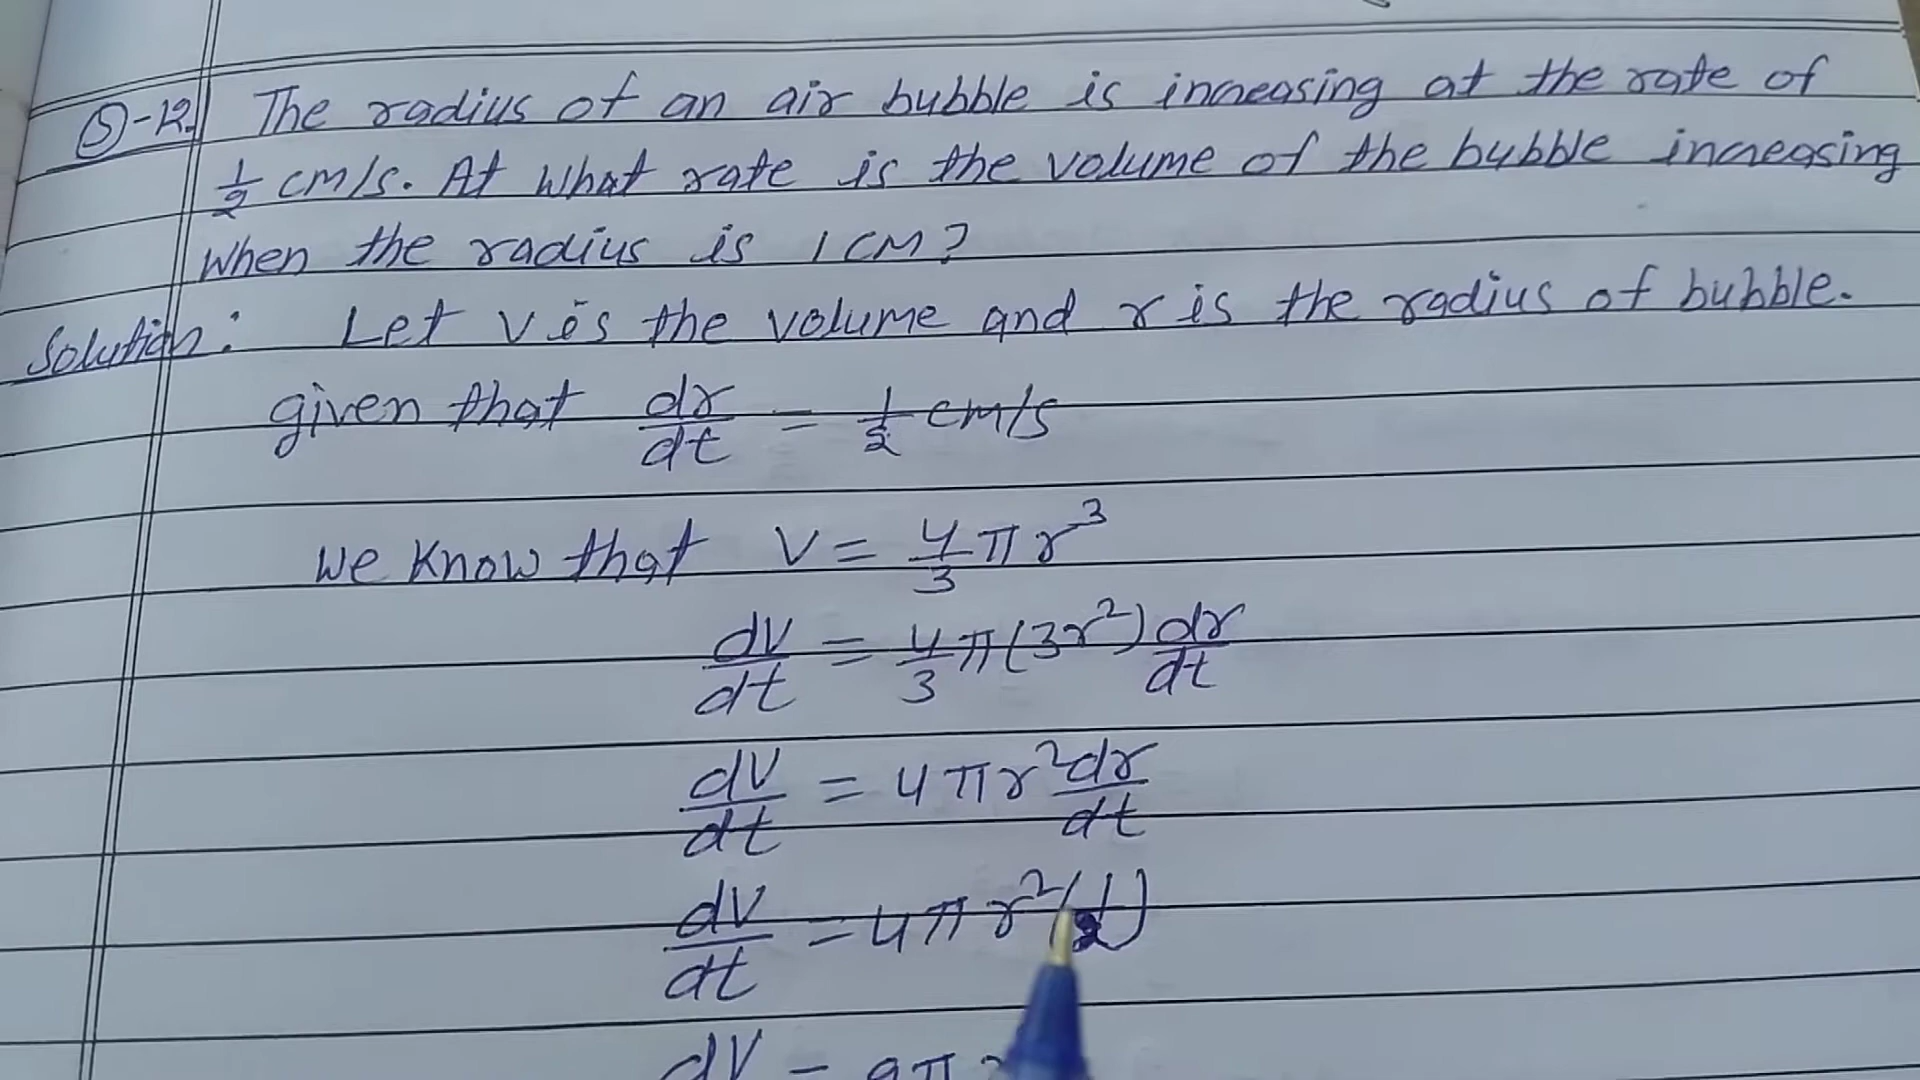 Q-12. The radius of an air bubble is increasing at the rate of
1/2 cm/s. At what rate is the volume of the bubble increasing
when the radius is 1 cm?
Solution: Let v is the volume and r is the radius of bubble.
given that dr/dt = 1/2 cm/s
we know that V = 4/3 π r³
dV/dt = 4/3 π (3r²) dr/dt
dV/dt = 4πr² dr/dt
dV/dt = 4πr² (1/2)
dV = 2π